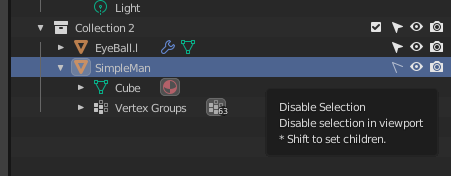 Light
Collection 2
EyeBall.l
SimpleMan
Cube
Vertex Groups 63
Disable Selection
Disable selection in viewport
* Shift to set children.